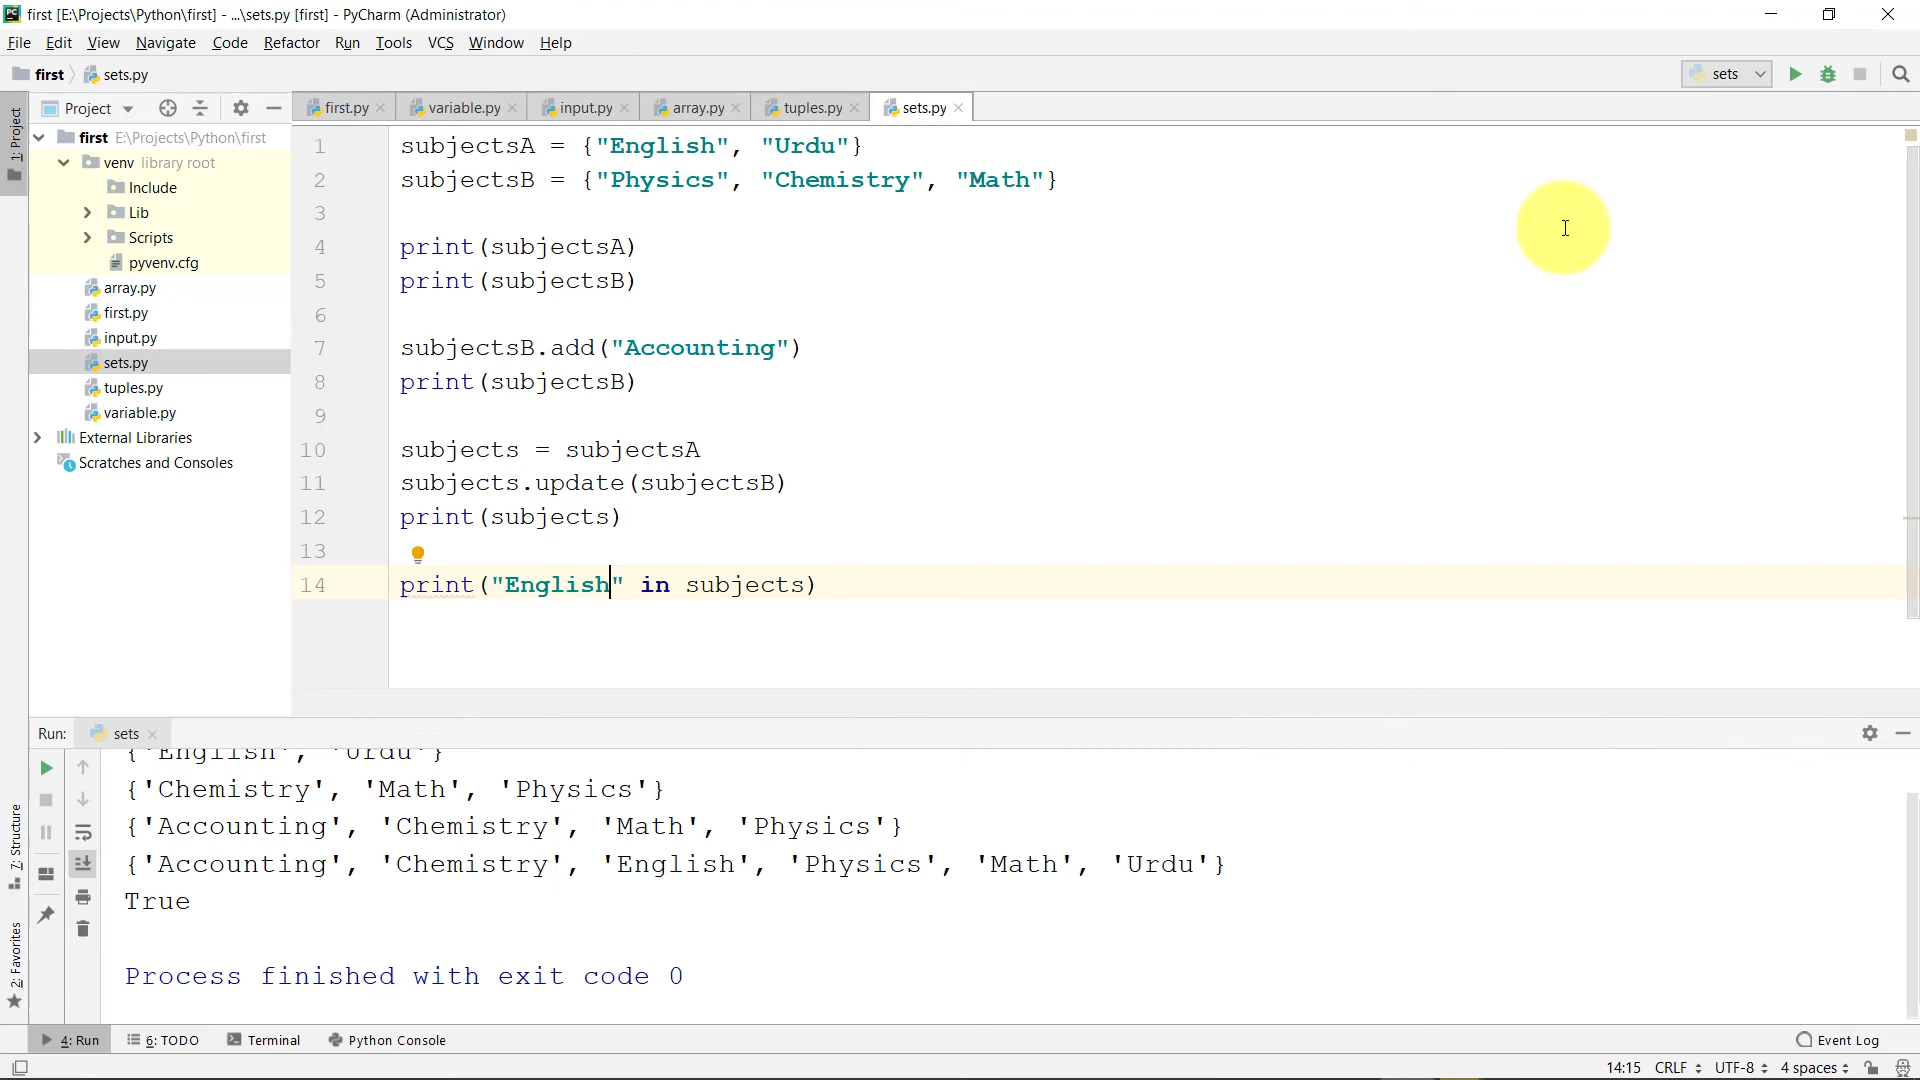 first [E:\Projects\Python\first] - ...\sets.py [first] - PyCharm (Administrator)
File Edit View Navigate Code Refactor Run Tools VCS Window Help
first sets.py sets
1: Project
Project first.py variable.py input.py array.py tuples.py sets.py
first E:\Projects\Python\first
venv library root
Include
Lib
Scripts
pyvenv.cfg
array.py
first.py
input.py
sets.py
tuples.py
variable.py
External Libraries
Scratches and Consoles
1 subjectsA = {"English", "Urdu"}
2 subjectsB = {"Physics", "Chemistry", "Math"}
3
4 print(subjectsA)
5 print(subjectsB)
6
7 subjectsB.add("Accounting")
8 print(subjectsB)
9
10 subjects = subjectsA
11 subjects.update(subjectsB)
12 print(subjects)
13
14 print("English" in subjects)
Run: sets
{'English', 'Urdu'}
{'Chemistry', 'Math', 'Physics'}
{'Accounting', 'Chemistry', 'Math', 'Physics'}
{'Accounting', 'Chemistry', 'English', 'Physics', 'Math', 'Urdu'}
True
Process finished with exit code 0
7: Structure
2: Favorites
4: Run 6: TODO Terminal Python Console Event Log
14:15 CRLF UTF-8 4 spaces